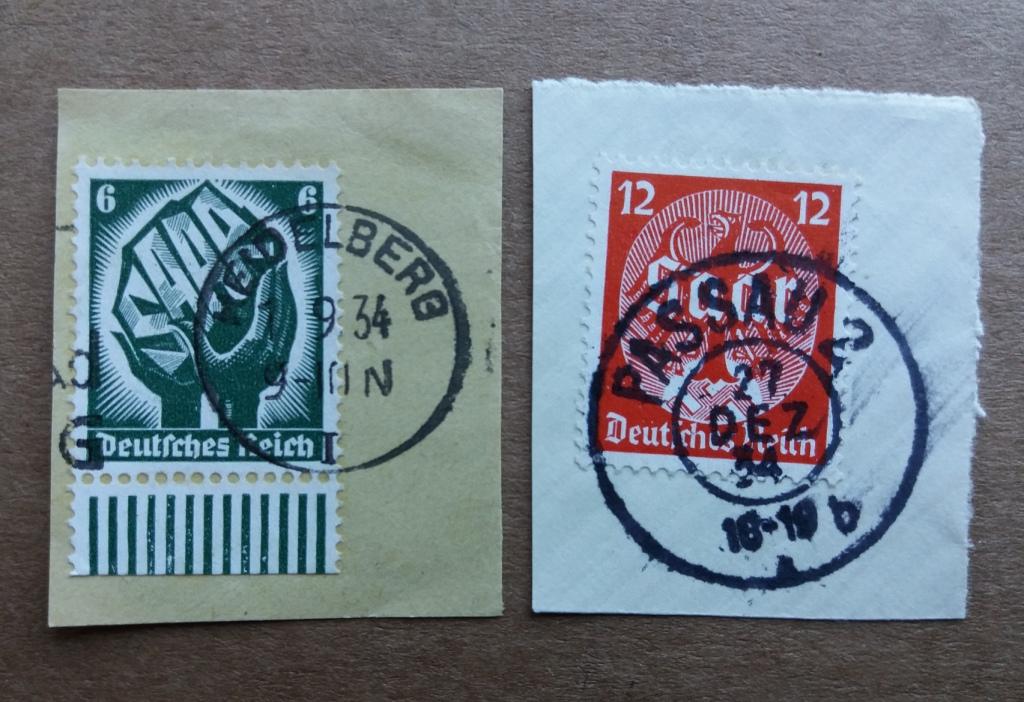 6 6
SAAR
HEIDELBERG
9 34
9-10 N
Deutsches Reich
I
G
12 12
Saar
PASSAU 2
27
DEZ
34
Deutsches Reich
18-19 b
A